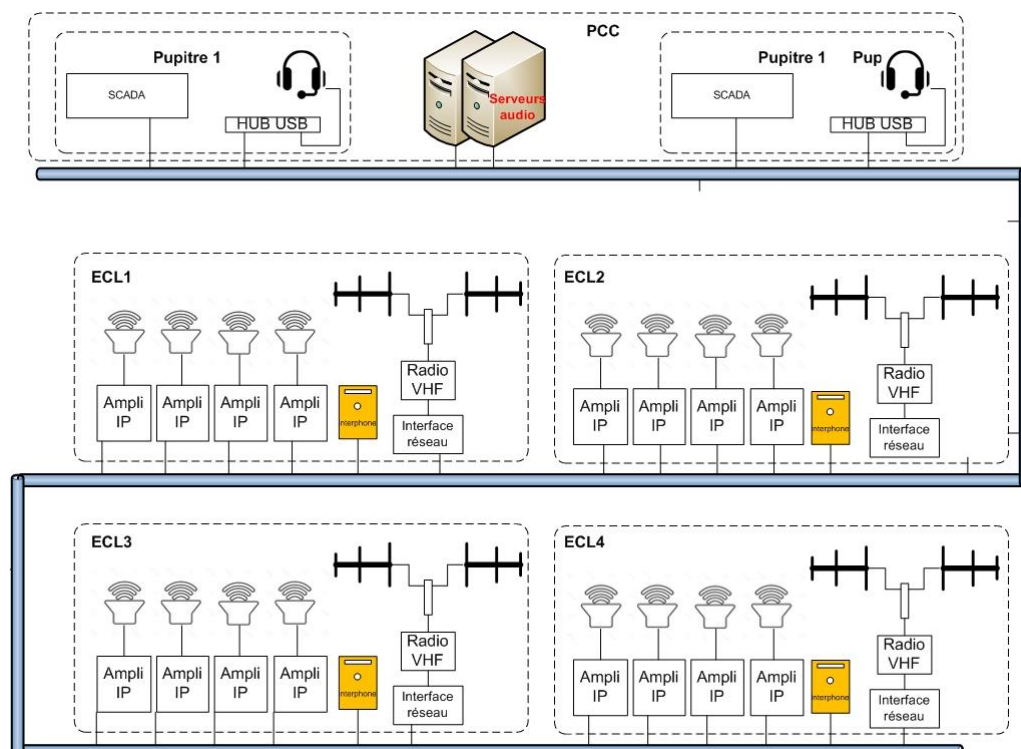 PCC
Pupitre 1
SCADA
HUB USB
Serveurs
audio
Pupitre 1
Pup
SCADA
HUB USB
ECL1
Ampli
IP
Ampli
IP
Ampli
IP
Ampli
IP
Interphone
Radio
VHF
Interface
réseau
ECL2
Ampli
IP
Ampli
IP
Ampli
IP
Ampli
IP
Interphone
Radio
VHF
Interface
réseau
ECL3
Ampli
IP
Ampli
IP
Ampli
IP
Ampli
IP
Interphone
Radio
VHF
Interface
réseau
ECL4
Ampli
IP
Ampli
IP
Ampli
IP
Ampli
IP
Interphone
Radio
VHF
Interface
réseau